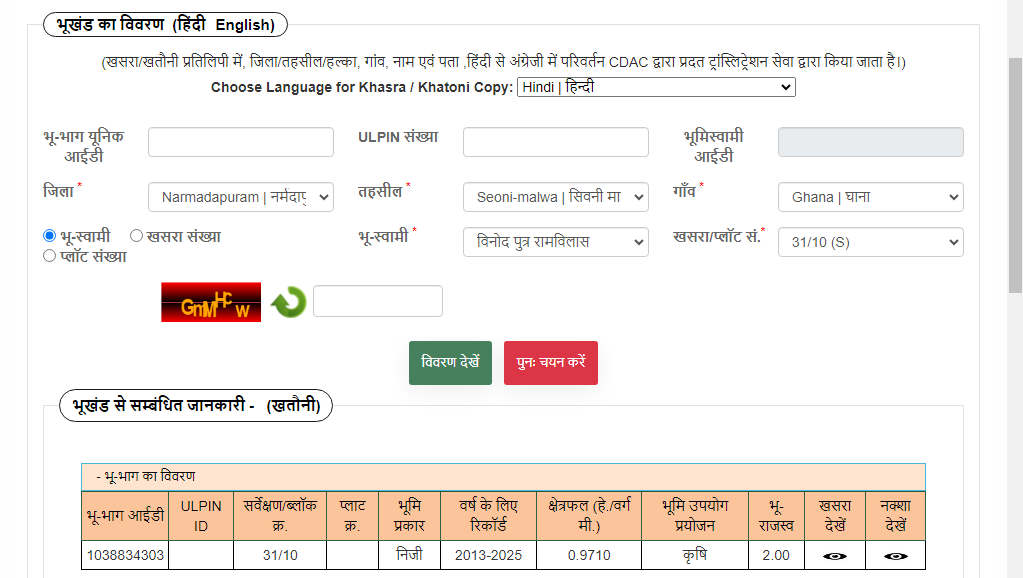 भूखंड का विवरण (हिंदी English)
(खसरा/खतौनी प्रतिलिपी में, जिला/तहसील/हल्का, गांव, नाम एवं पता ,हिंदी से अंग्रेजी में परिवर्तन CDAC द्वारा प्रदत ट्रांस्लिट्रेशन सेवा द्वारा किया जाता है।)
Choose Language for Khasra / Khatoni Copy: Hindi | हिन्दी
भू-भाग यूनिक आईडी
ULPIN संख्या
भूमिस्वामी आईडी
जिला * Narmadapuram | नर्मदापु
तहसील * Seoni-malwa | सिवनी मा
गाँव * Ghana | घाना
भू-स्वामी खसरा संख्या
प्लॉट संख्या
भू-स्वामी * विनोद पुत्र रामविलास
खसरा/प्लॉट सं.* 31/10 (S)
GmMHcw
विवरण देखें पुनः चयन करें
भूखंड से सम्बंधित जानकारी - (खतौनी)
- भू-भाग का विवरण
भू-भाग आईडी ULPIN ID सर्वेक्षण/ब्लॉक क्र. प्लाट क्र. भूमि प्रकार वर्ष के लिए रिकॉर्ड क्षेत्रफल (हे./वर्ग मी.) भूमि उपयोग प्रयोजन भू-राजस्व खसरा देखें नक्शा देखें
1038834303 31/10 निजी 2013-2025 0.9710 कृषि 2.00